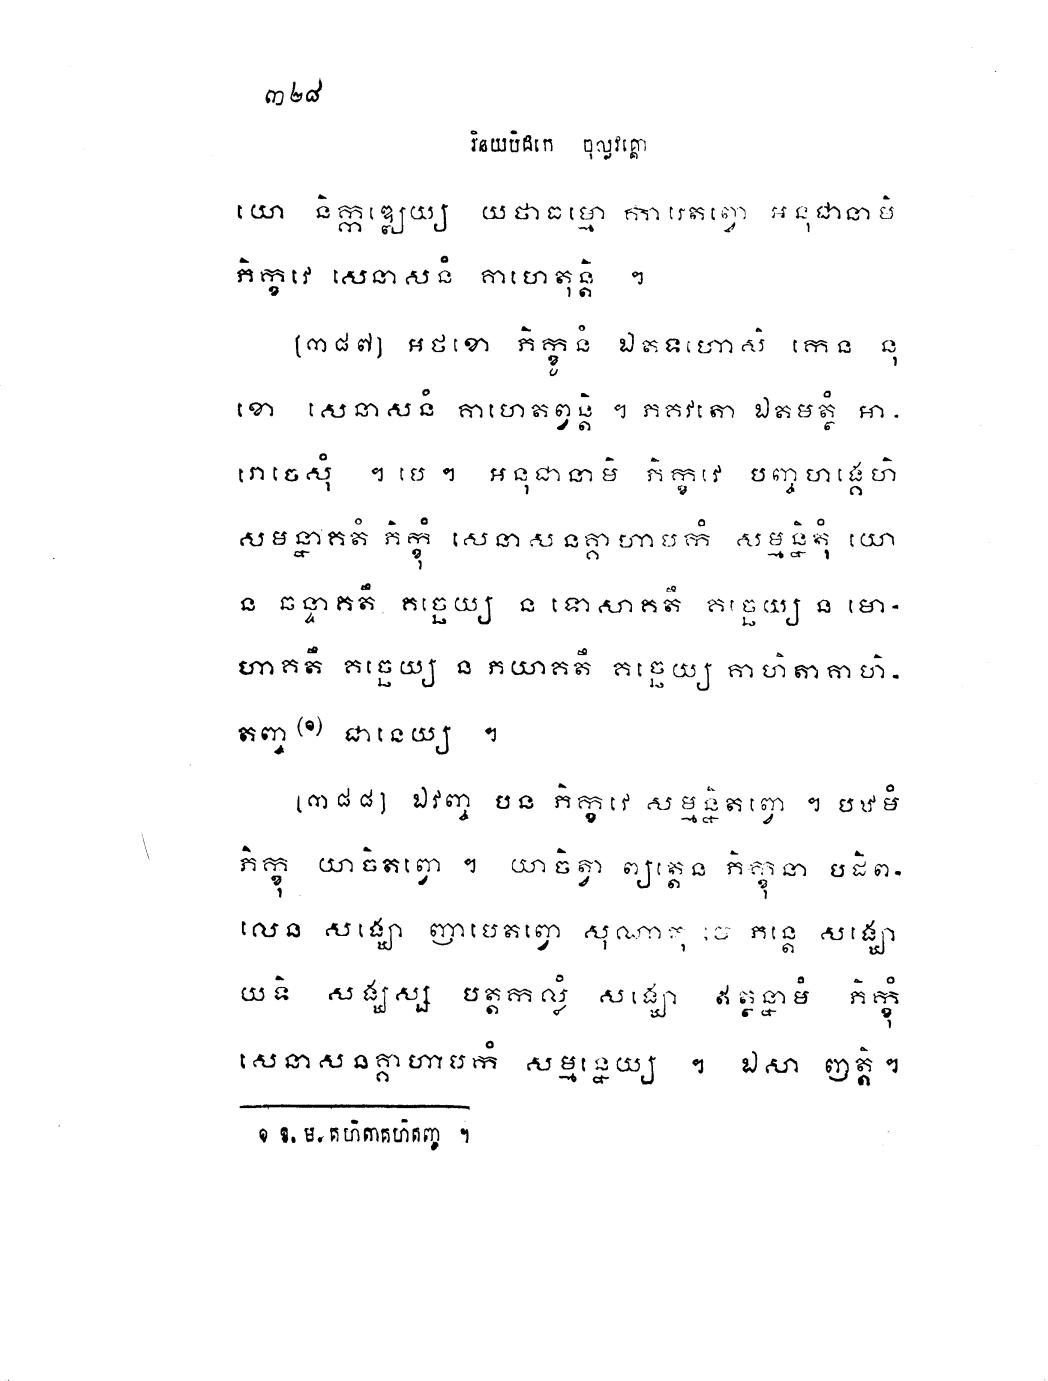 ៣២៨
វិនយបិដកេ ចុល្លវគ្គោ
យោ និក្កឌ្ឍេយ្យ យថាធម្មោ ការេតព្វោ អនុជានាមិ
ភិក្ខវេ សេនាសនំ គាហេតុន្តិ ។
(៣៨៧) អថខោ ភិក្ខូនំ ឯតទហោសិ កេន នុ
ខោ សេនាសនំ គាហេតព្វន្តិ ។ ភគវតោ ឯតមត្ថំ អា-
រោចេសុំ ។ បេ ។ អនុជានាមិ ភិក្ខវេ បញ្ចហង្គេហិ
សមន្នាគតំ ភិក្ខុំ សេនាសនគ្គាហាបកំ សម្មន្និតុំ យោ
ន ឆន្ទាគតឹ គច្ឆេយ្យ ន ទោសាគតឹ គច្ឆេយ្យ ន មោ-
ហាគតឹ គច្ឆេយ្យ ន ភយាគតឹ គច្ឆេយ្យ គាហិតាគាហិ-
តញ្ច (១) ជានេយ្យ ។
(៣៨៨) ឯវញ្ច បន ភិក្ខវេ សម្មន្និតព្វោ ។ បឋមំ
ភិក្ខុ យាចិតព្វោ ។ យាចិត្វា ព្យត្តេន ភិក្ខុនា បដិព-
លេន សង្ឃោ ញាបេតព្វោ សុណាតុ មេ ភន្តេ សង្ឃោ
យទិ សង្ឃស្ស បត្តកល្លំ សង្ឃោ ឥត្ថន្នាមំ ភិក្ខុំ
សេនាសនគ្គាហាបកំ សម្មន្នេយ្យ ។ ឯសា ញត្តិ ។
១ ឱ. ម. គហិតាគហិតញ្ច ។